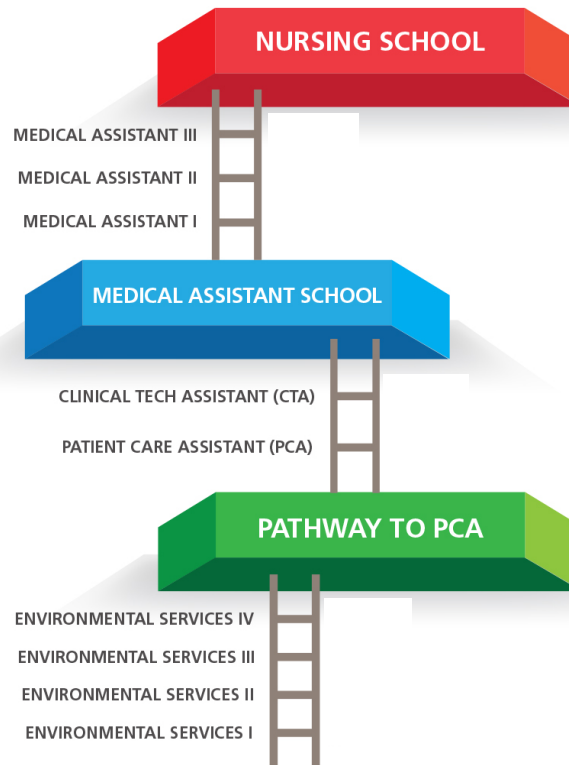 NURSING SCHOOL
MEDICAL ASSISTANT III
MEDICAL ASSISTANT II
MEDICAL ASSISTANT I
MEDICAL ASSISTANT SCHOOL
CLINICAL TECH ASSISTANT (CTA)
PATIENT CARE ASSISTANT (PCA)
PATHWAY TO PCA
ENVIRONMENTAL SERVICES IV
ENVIRONMENTAL SERVICES III
ENVIRONMENTAL SERVICES II
ENVIRONMENTAL SERVICES I